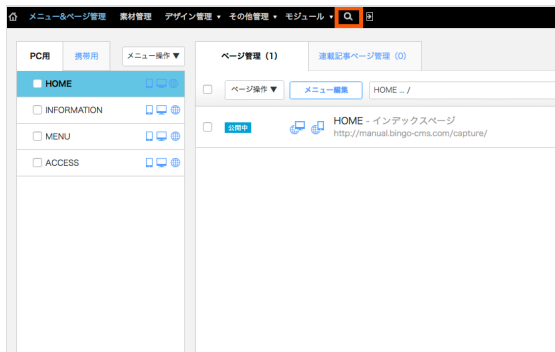 メニュー&ページ管理 素材管理 デザイン管理 ▼ その他管理 ▼ モジュール ▼
PC用 携帯用 メニュー操作 ▼
ページ管理（1） 連載記事ページ管理（0）
HOME
ページ操作 ▼ メニュー編集 HOME .. /
INFORMATION
公開中 HOME - インデックスページ
http://manual.bingo-cms.com/capture/
MENU
ACCESS